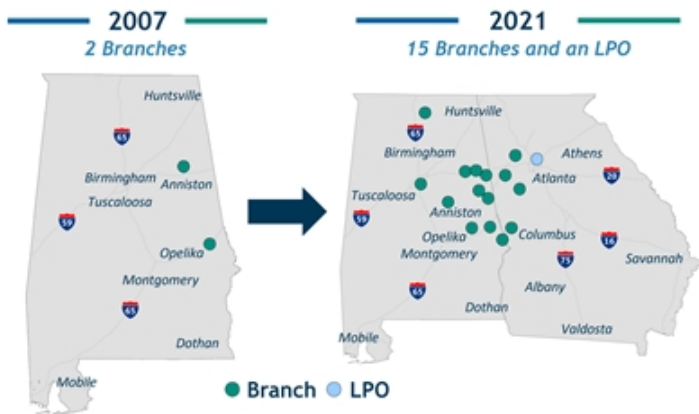 2007
2 Branches
Huntsville
65
Birmingham
Anniston
Tuscaloosa
59
Opelika
Montgomery
65
Dothan
Mobile
2021
15 Branches and an LPO
Huntsville
65
Birmingham
Athens
Atlanta
20
Tuscaloosa
Anniston
59
Opelika
Columbus
16
Montgomery
75
Savannah
Albany
65
Dothan
Valdosta
Mobile
Branch
LPO